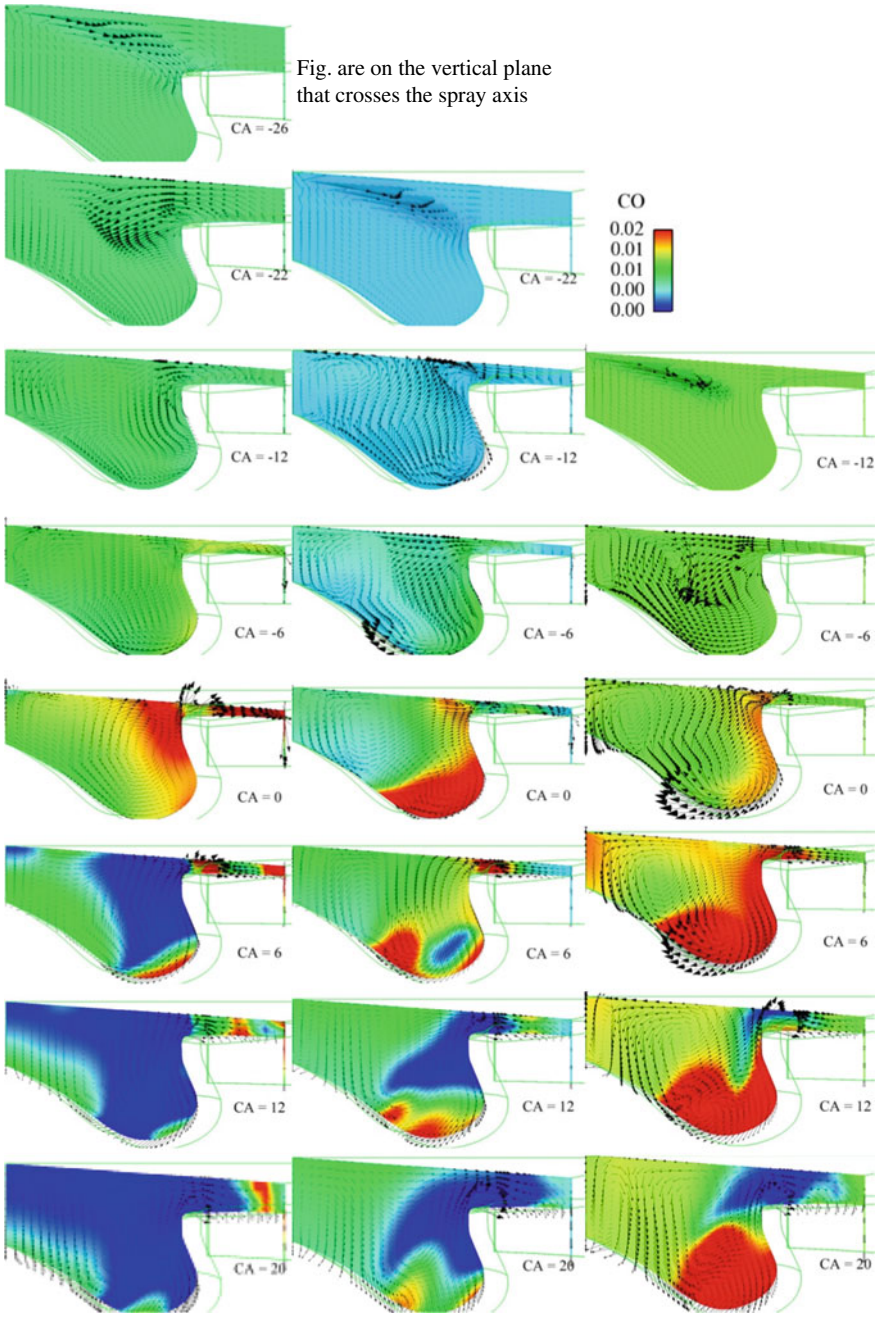 Fig. are on the vertical plane
that crosses the spray axis
CA = -26
CA = -22
CA = -22
CO
0.02
0.01
0.01
0.00
0.00
CA = -12
CA = -12
CA = -12
CA = -6
CA = -6
CA = -6
CA = 0
CA = 0
CA = 0
CA = 6
CA = 6
CA = 6
CA = 12
CA = 12
CA = 12
CA = 20
CA = 20
CA = 20